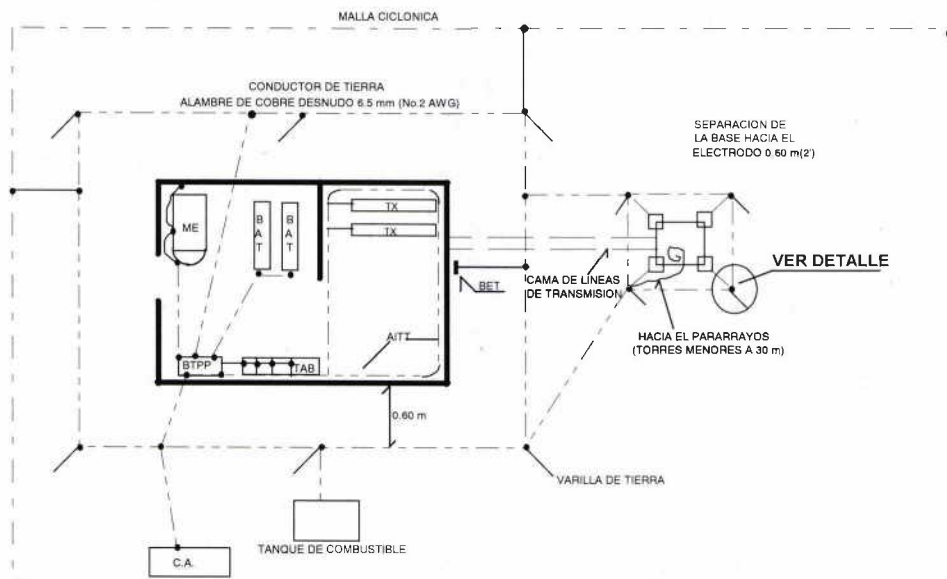 MALLA CICLONICA
CONDUCTOR DE TIERRA
ALAMBRE DE COBRE DESNUDO 6.5 mm (No.2 AWG)
SEPARACION DE
LA BASE HACIA EL
ELECTRODO 0.60 m(2')
ME
BAT
BAT
TX
TX
VER DETALLE
CAMA DE LINEAS
DE TRANSMISION
BET
HACIA EL PARARRAYOS
(TORRES MENORES A 30 m)
AITT
BTPP
TAB
0.60 m
VARILLA DE TIERRA
TANQUE DE COMBUSTIBLE
C.A.